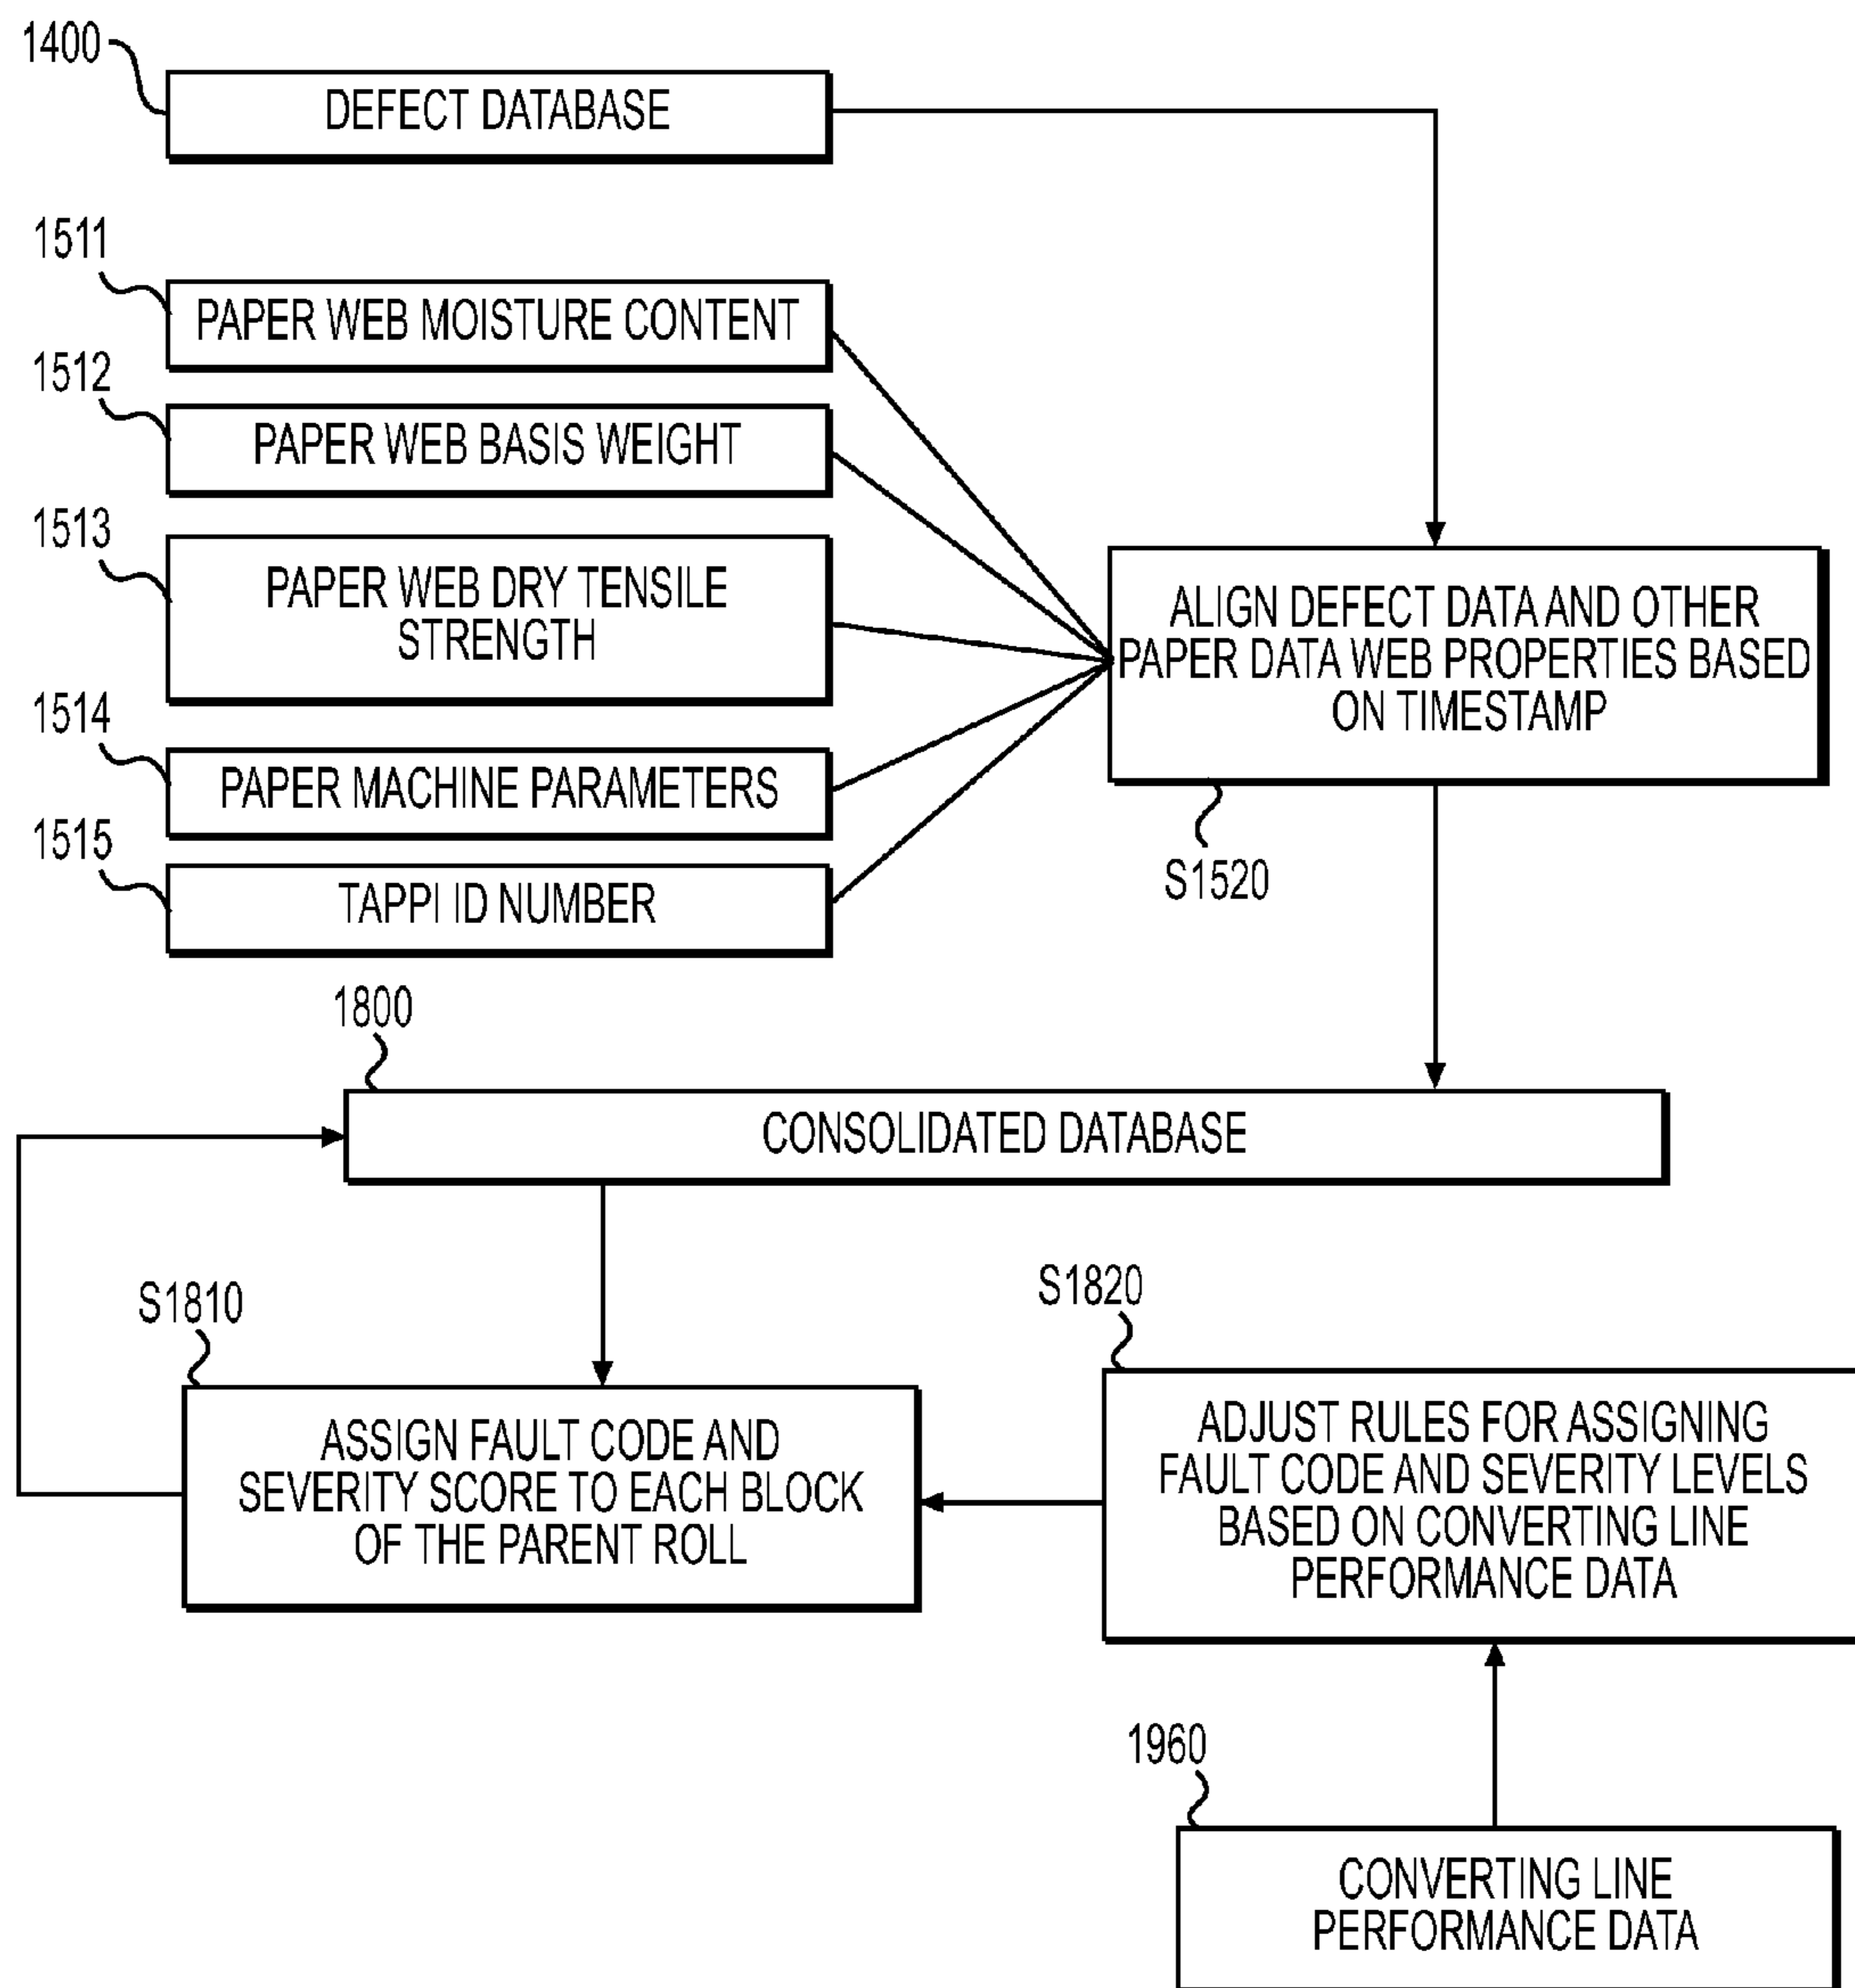 1400
DEFECT DATABASE
1511
PAPER WEB MOISTURE CONTENT
1512
PAPER WEB BASIS WEIGHT
1513
PAPER WEB DRY TENSILE
STRENGTH
1514
PAPER MACHINE PARAMETERS
1515
TAPPI ID NUMBER
ALIGN DEFECT DATA AND OTHER
PAPER DATA WEB PROPERTIES BASED
ON TIMESTAMP
S1520
1800
CONSOLIDATED DATABASE
S1810
ASSIGN FAULT CODE AND
SEVERITY SCORE TO EACH BLOCK
OF THE PARENT ROLL
S1820
ADJUST RULES FOR ASSIGNING
FAULT CODE AND SEVERITY LEVELS
BASED ON CONVERTING LINE
PERFORMANCE DATA
1960
CONVERTING LINE
PERFORMANCE DATA